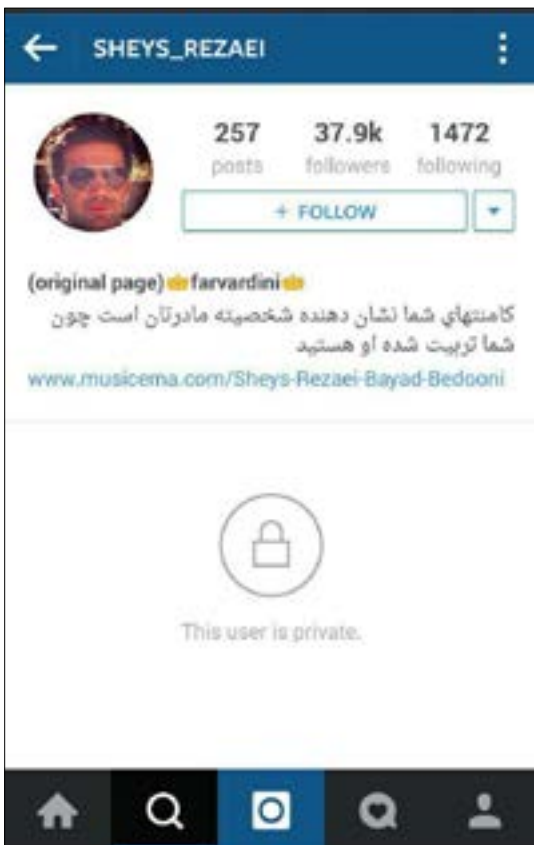 SHEYS_REZAEI
257 37.9k 1472
posts followers following
+ FOLLOW
(original page)👑farvardini👑
کامنتهاي شما نشان دهنده شخصیته مادرتان است چون
شما تربیت شده او هستید
www.musicema.com/Sheys-Rezaei-Bayad-Bedooni
This user is private.